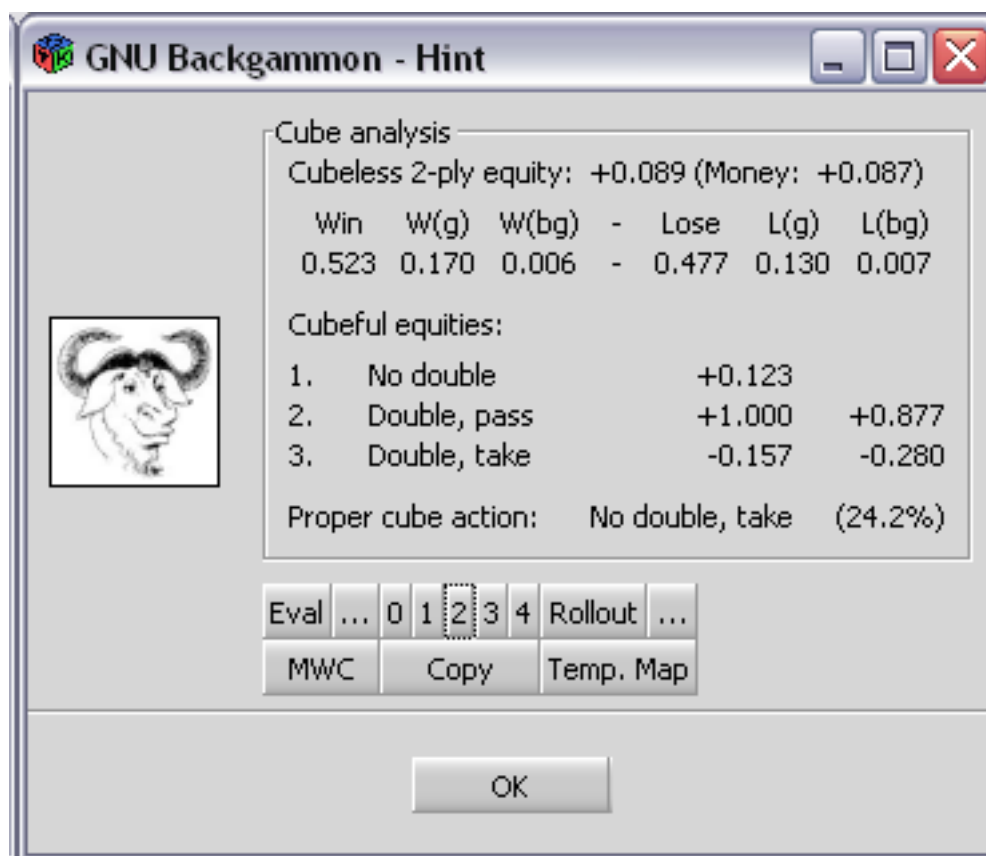 GNU Backgammon - Hint
Cube analysis
Cubeless 2-ply equity: +0.089 (Money: +0.087)
Win W(g) W(bg) - Lose L(g) L(bg)
0.523 0.170 0.006 - 0.477 0.130 0.007
Cubeful equities:
1. No double +0.123
2. Double, pass +1.000 +0.877
3. Double, take -0.157 -0.280
Proper cube action: No double, take (24.2%)
Eval ... 0 1 2 3 4 Rollout ...
MWC Copy Temp. Map
OK